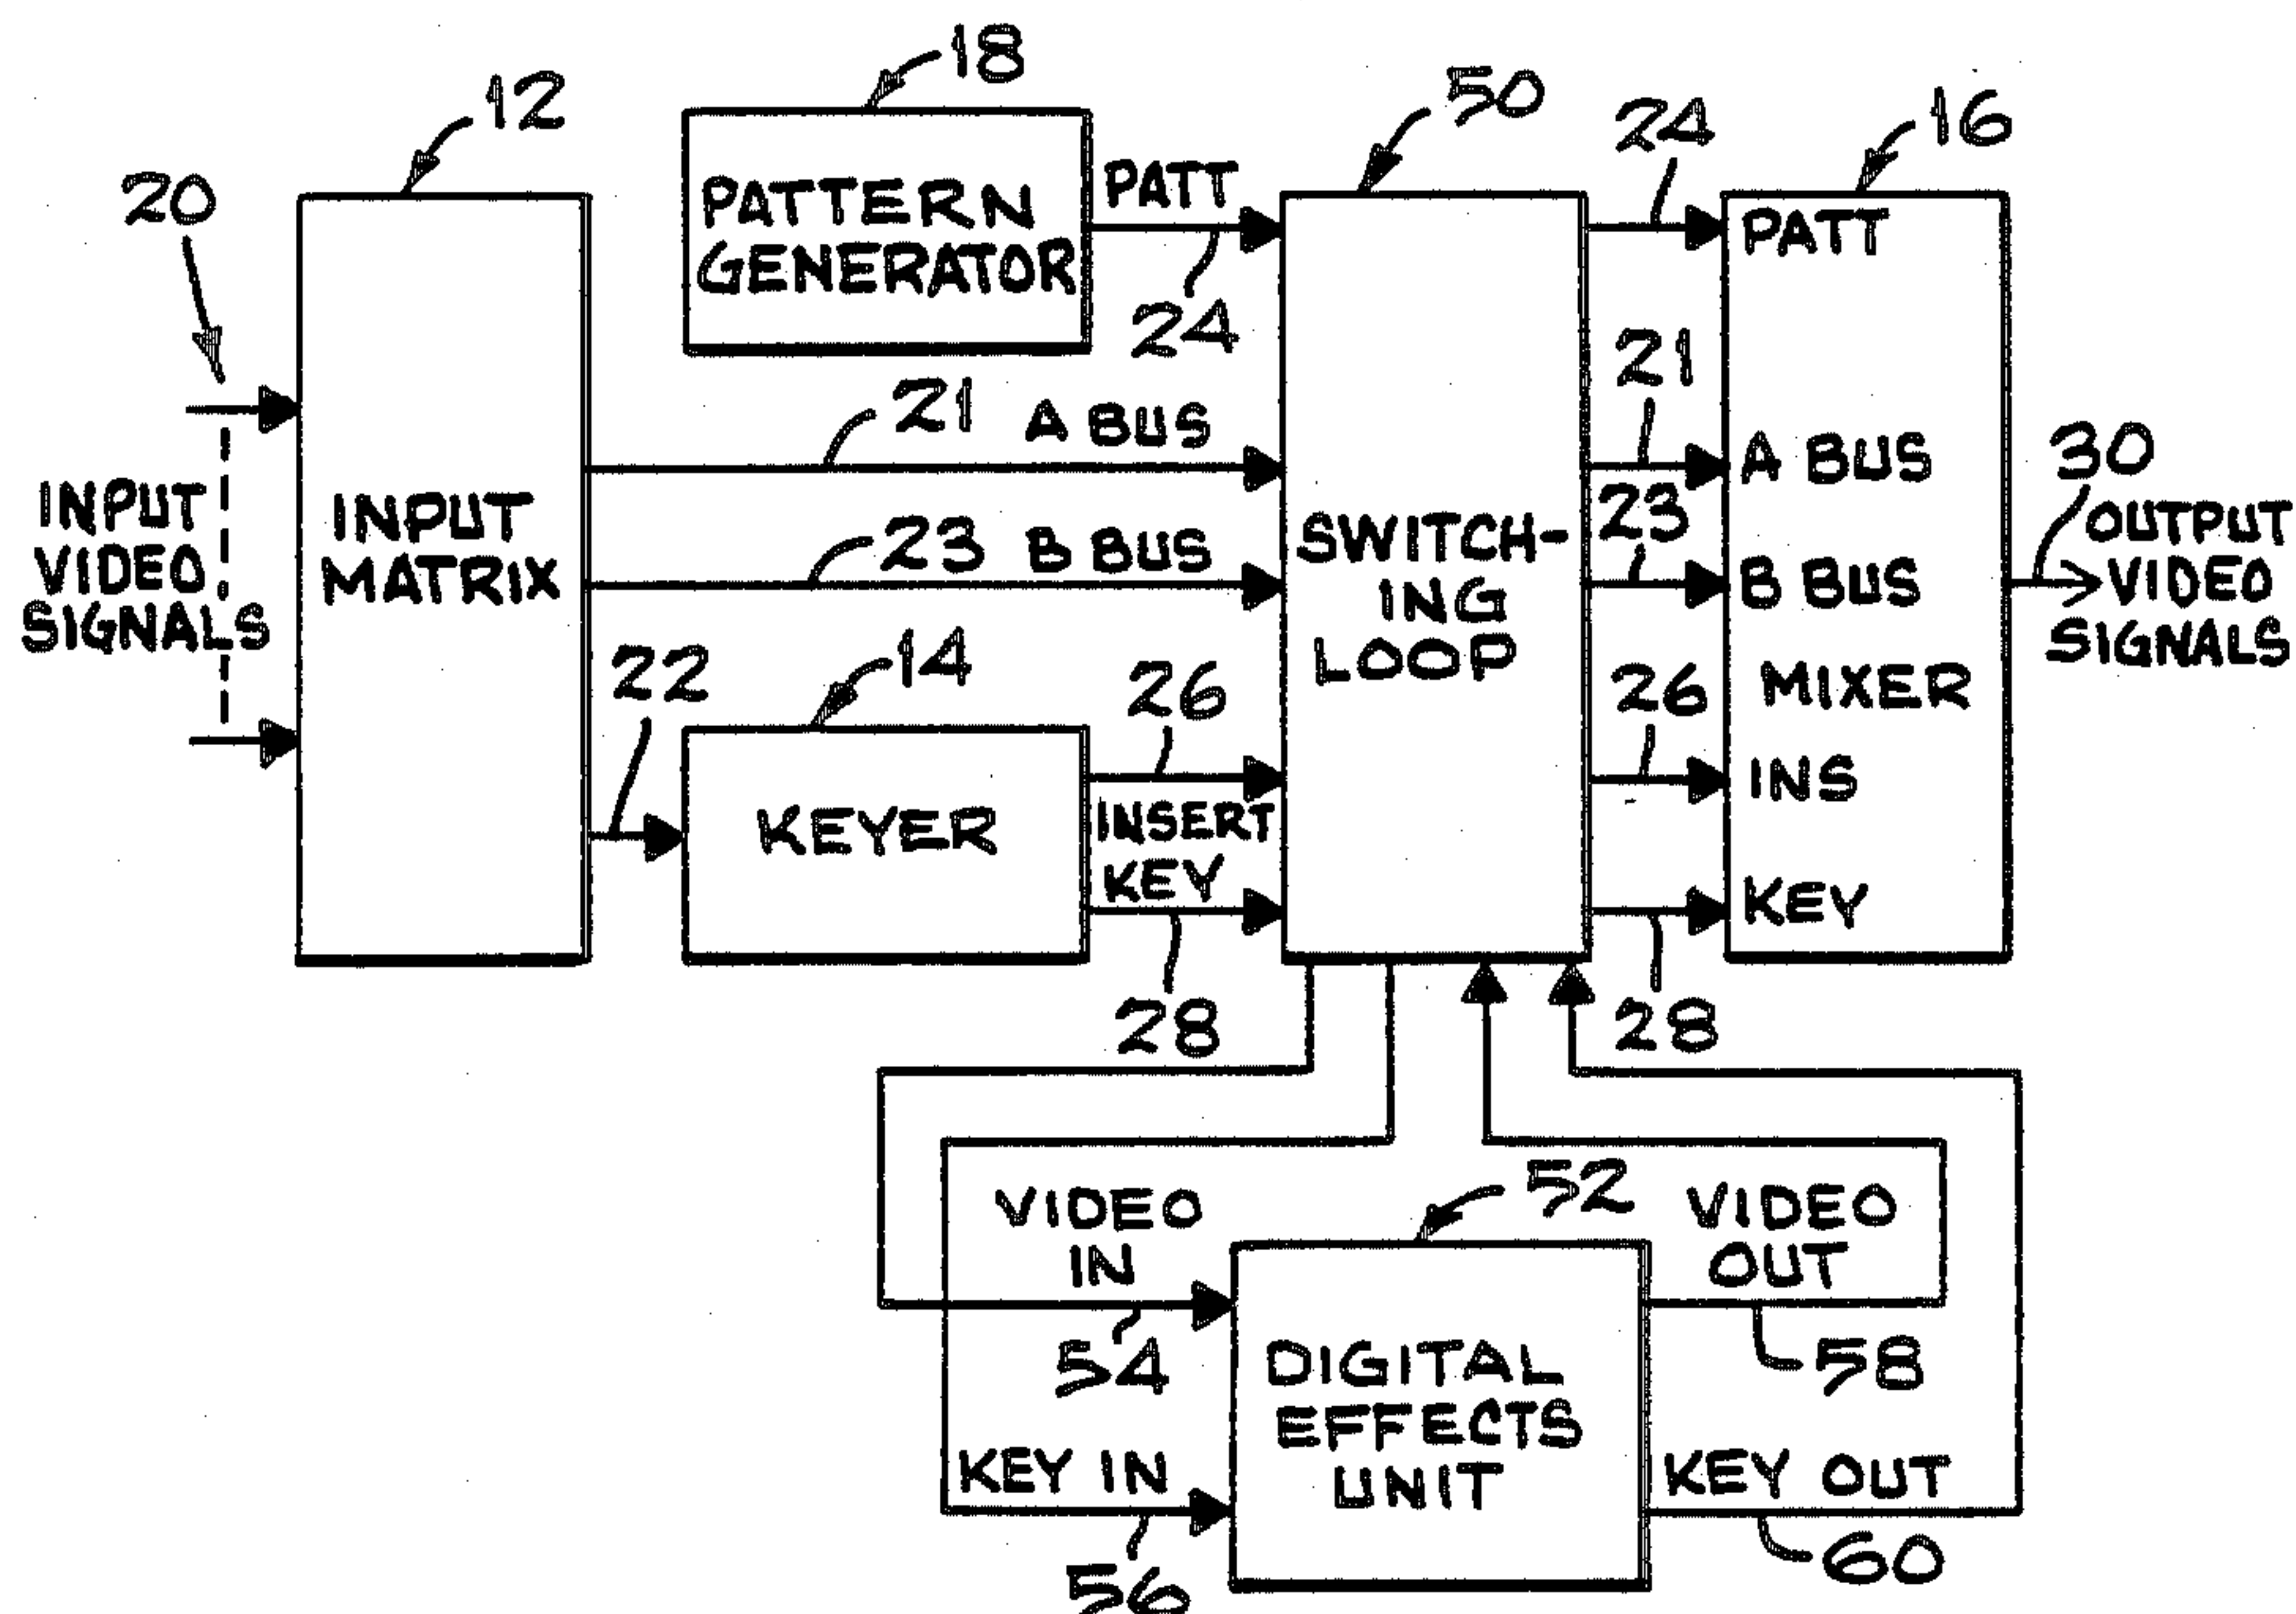 12
18
50
24
16
20
PATTERN
GENERATOR
PATT
24
PATT
INPUT
VIDEO
SIGNALS
INPUT
MATRIX
21 A BUS
23 B BUS
SWITCH-
ING
LOOP
21
A BUS
23
B BUS
MIXER
30
OUTPUT
VIDEO
SIGNALS
22
14
KEYER
26
INSERT
KEY
28
26
INS
KEY
28
VIDEO
IN
54
KEY IN
56
52
DIGITAL
EFFECTS
UNIT
VIDEO
OUT
58
KEY OUT
60